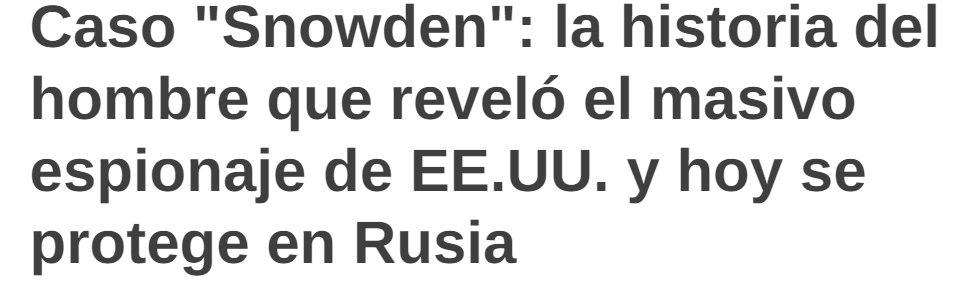 Caso "Snowden": la historia del
hombre que reveló el masivo
espionaje de EE.UU. y hoy se
protege en Rusia